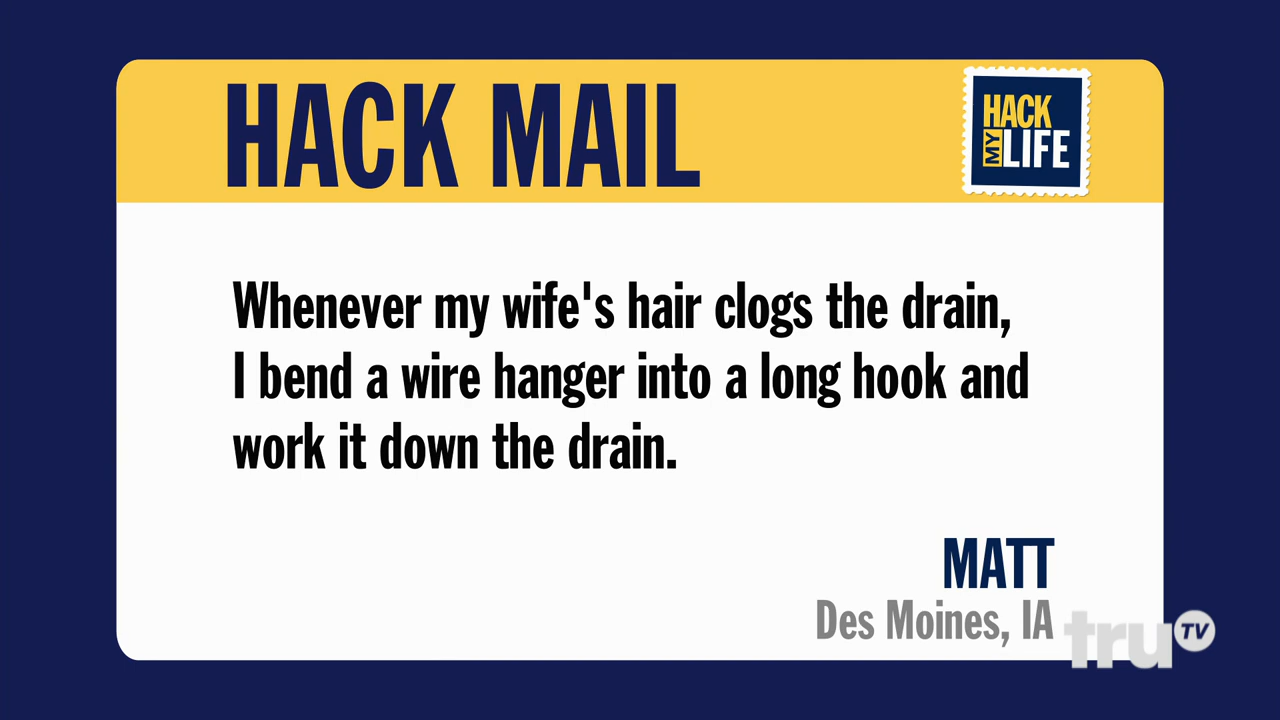 HACK MAIL
HACK
MY LIFE
Whenever my wife's hair clogs the drain,
I bend a wire hanger into a long hook and
work it down the drain.
MATT
Des Moines, IA
truTV